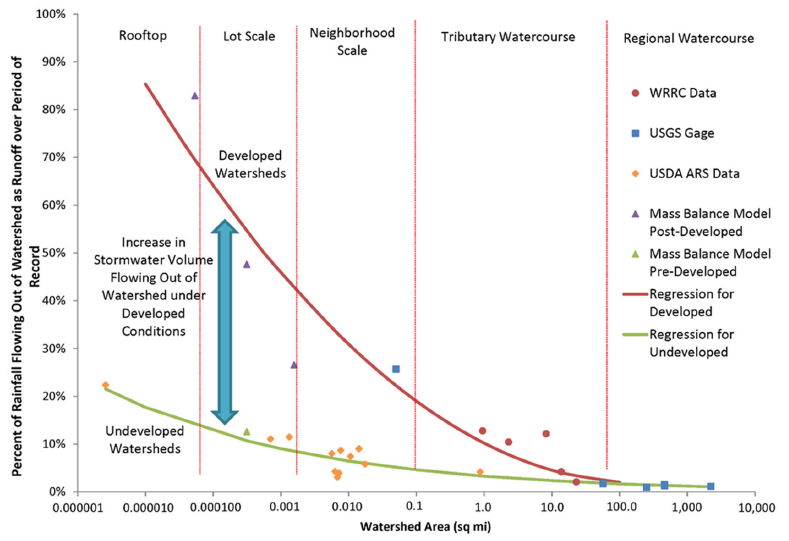 100%
90%
80%
70%
60%
50%
40%
30%
20%
10%
0%
Percent of Rainfall Flowing Out of Watershed as Runoff over Period of
Record
Rooftop
Lot Scale
Neighborhood
Scale
Tributary Watercourse
Regional Watercourse
Developed
Watersheds
Increase in
Stormwater Volume
Flowing Out of
Watershed under
Developed
Conditions
Undeveloped
Watersheds
WRRC Data
USGS Gage
USDA ARS Data
Mass Balance Model
Post-Developed
Mass Balance Model
Pre-Developed
Regression for
Developed
Regression for
Undeveloped
0.000001
0.000010
0.000100
0.001
0.010
0.1
1.0
10.0
100.0
1,000
10,000
Watershed Area (sq mi)